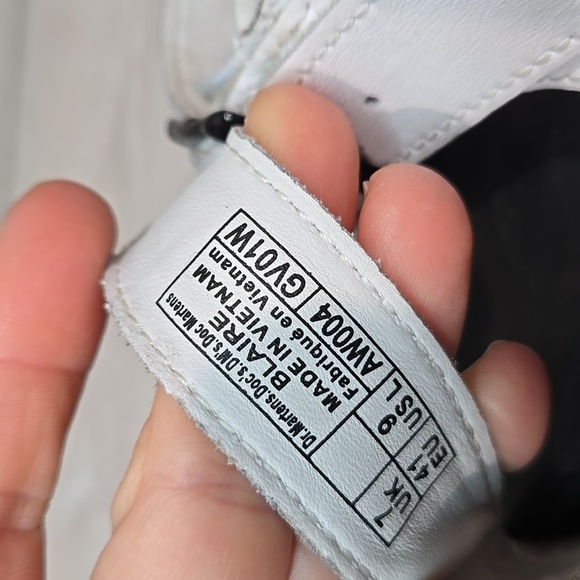 Dr.Martens.Doc's.DM's.Doc Martens
BLAIRE
MADE IN VIETNAM
Fabriqué en Vietnam
AW004 GV01W
7 9
UK 41 EU US L